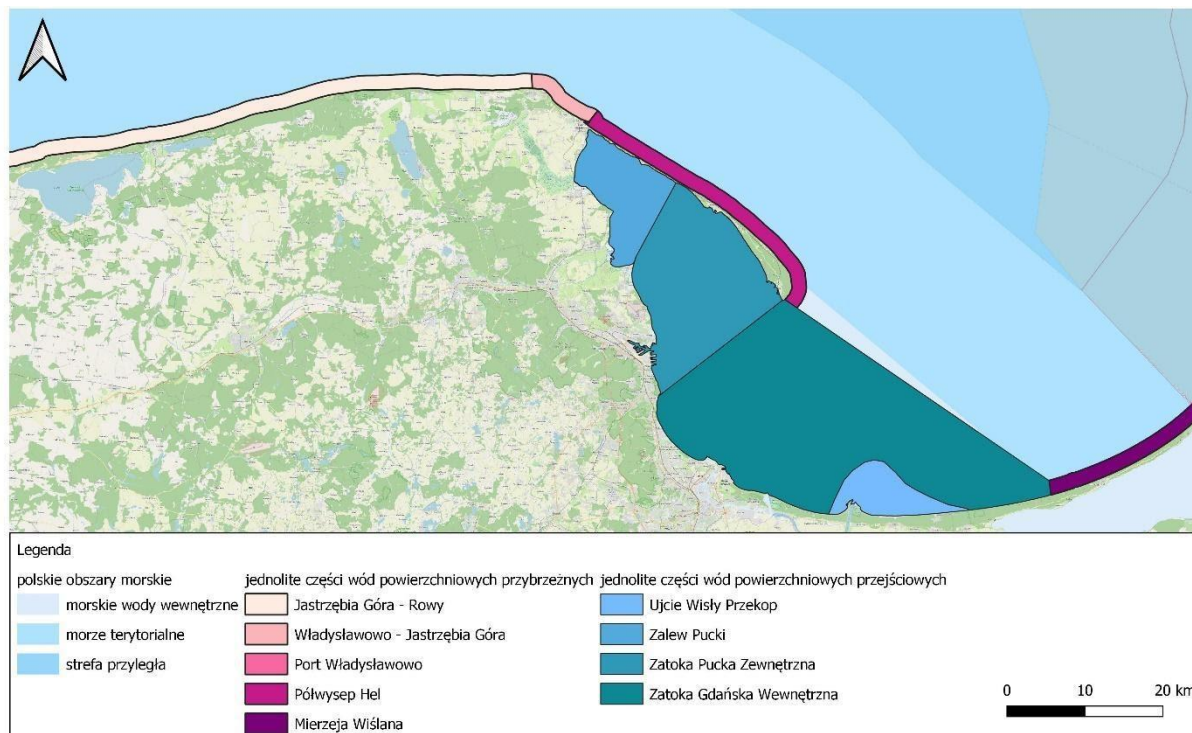 Legenda
polskie obszary morskie
morskie wody wewnętrzne
morze terytorialne
strefa przyległa
jednolite części wód powierzchniowych przybrzeżnych
Jastrzębia Góra - Rowy
Władysławowo - Jastrzębia Góra
Port Władysławowo
Półwysep Hel
Mierzeja Wiślana
jednolite części wód powierzchniowych przejściowych
Ujcie Wisły Przekop
Zalew Pucki
Zatoka Pucka Zewnętrzna
Zatoka Gdańska Wewnętrzna
0 10 20 km